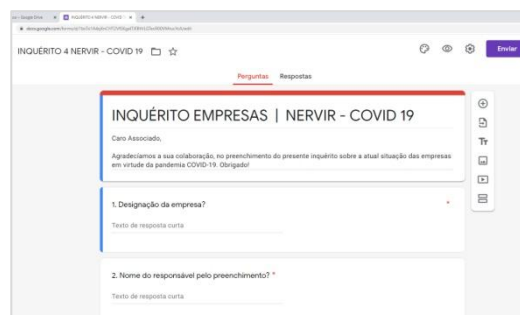 INQUÉRITO 4 NERVIR - COVID 19
Enviar
Perguntas Respostas
INQUÉRITO EMPRESAS | NERVIR - COVID 19
Caro Associado,
Agradecíamos a sua colaboração, no preenchimento do presente inquérito sobre a atual situação das empresas
em virtude da pandemia COVID-19. Obrigado!
1. Designação da empresa? *
Texto de resposta curta
2. Nome do responsável pelo preenchimento? *
Texto de resposta curta